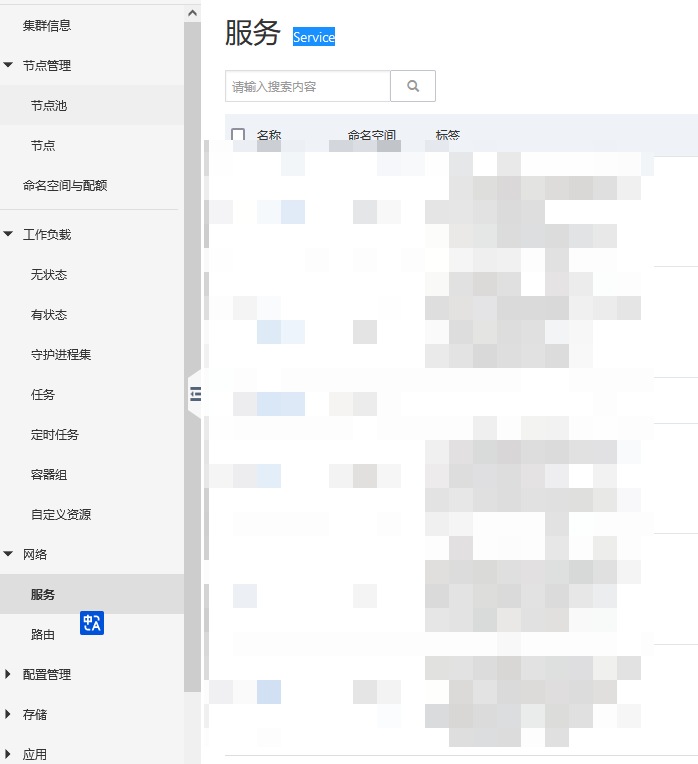 集群信息
节点管理
节点池
节点
命名空间与配额
工作负载
无状态
有状态
守护进程集
任务
定时任务
容器组
自定义资源
网络
服务
路由
配置管理
存储
应用
服务 Service
请输入搜索内容
名称 命名空间 标签